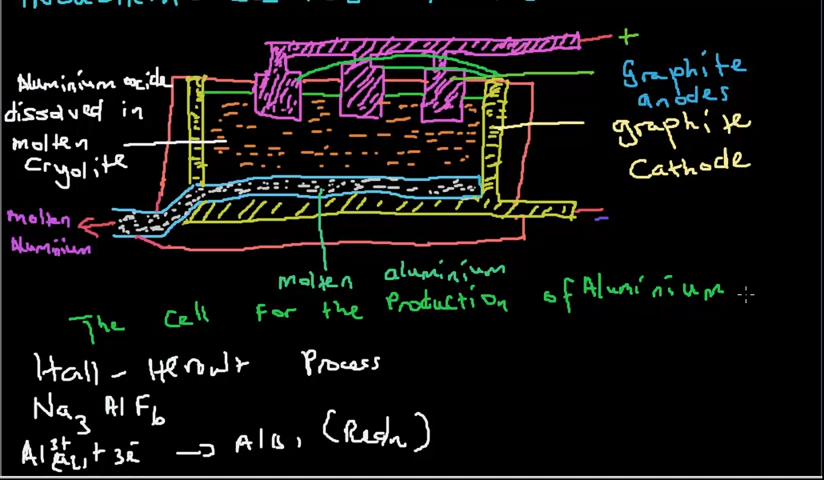 +
Graphite
anodes
Aluminium oxide
dissolved in
molten
Cryolite
graphite
Cathode
molten
Aluminium
-
molten aluminium
The Cell For the Production of Aluminium
Hall - Heroult Process
Na3 AlF6
Al3+ + 3e- → Al (Redn)